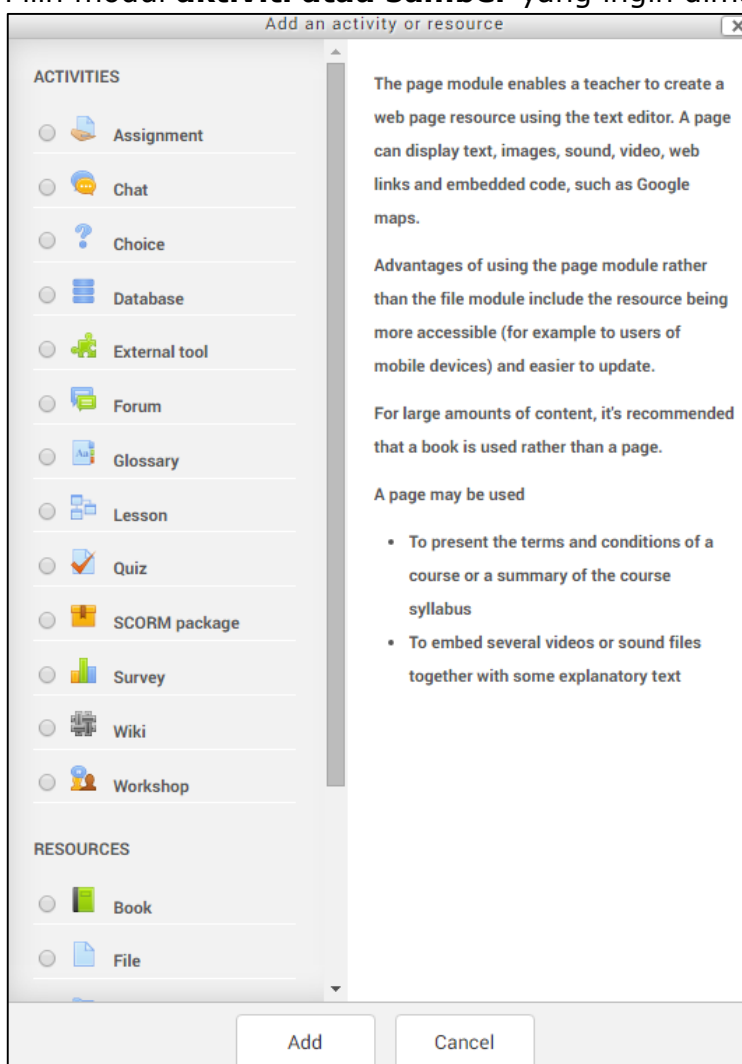 modul aktiviti atau Sumber yang ingin
Add an activity or resource
ACTIVITIES
Assignment
Chat
Choice
Database
External tool
Forum
Glossary
Lesson
Quiz
SCORM package
Survey
Wiki
Workshop
RESOURCES
Book
File
The page module enables a teacher to create a
web page resource using the text editor. A page
can display text, images, sound, video, web
links and embedded code, such as Google
maps.
Advantages of using the page module rather
than the file module include the resource being
more accessible (for example to users of
mobile devices) and easier to update.
For large amounts of content, it's recommended
that a book is used rather than a page.
A page may be used
• To present the terms and conditions of a
course or a summary of the course
syllabus
• To embed several videos or sound files
together with some explanatory text
Add
Cancel